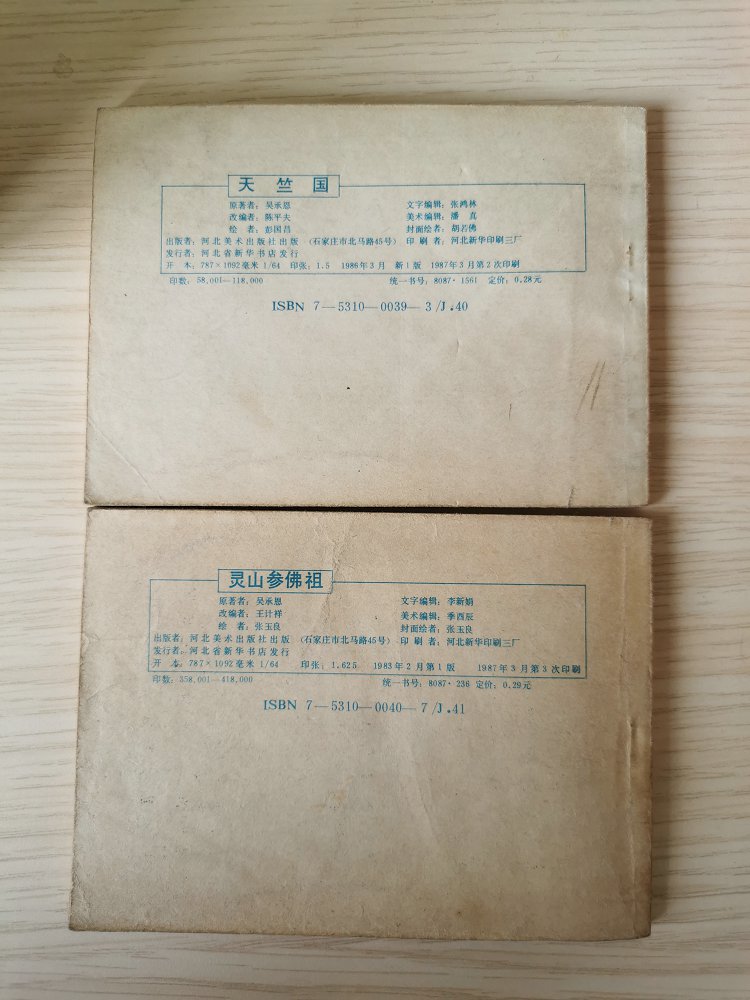 天竺国
原著者：吴承恩 文字编辑：张鸿林
改编者：陈平夫 美术编辑：潘 真
绘 者：彭国昌 封面绘者：胡若佛
出版者：河北美术出版社出版 （石家庄市北马路45号） 印 刷 者：河北新华印刷三厂
发行者：河北省新华书店发行
开 本：787×1092毫米 1/64 印张：1.5 1986年3月 新1版 1987年3月第2次印刷
印数：58,001—118,000 统一书号：8087·1561 定价：0.28元
ISBN 7—5310—0039—3/J.40
灵山参佛祖
原著者：吴承恩 文字编辑：李新娟
改编者：王计祥 美术编辑：季酉辰
绘 者：张玉良 封面绘者：张玉良
出版者：河北美术出版社出版 （石家庄市北马路45号） 印 刷 者：河北新华印刷三厂
发行者：河北省新华书店发行
开 本：787×1092毫米 1/64 印张：1.625 1983年2月第1版 1987年3月第3次印刷
印数：358,001—418,000 统一书号：8087·236 定价：0.29元
ISBN 7—5310—0040—7/J.41